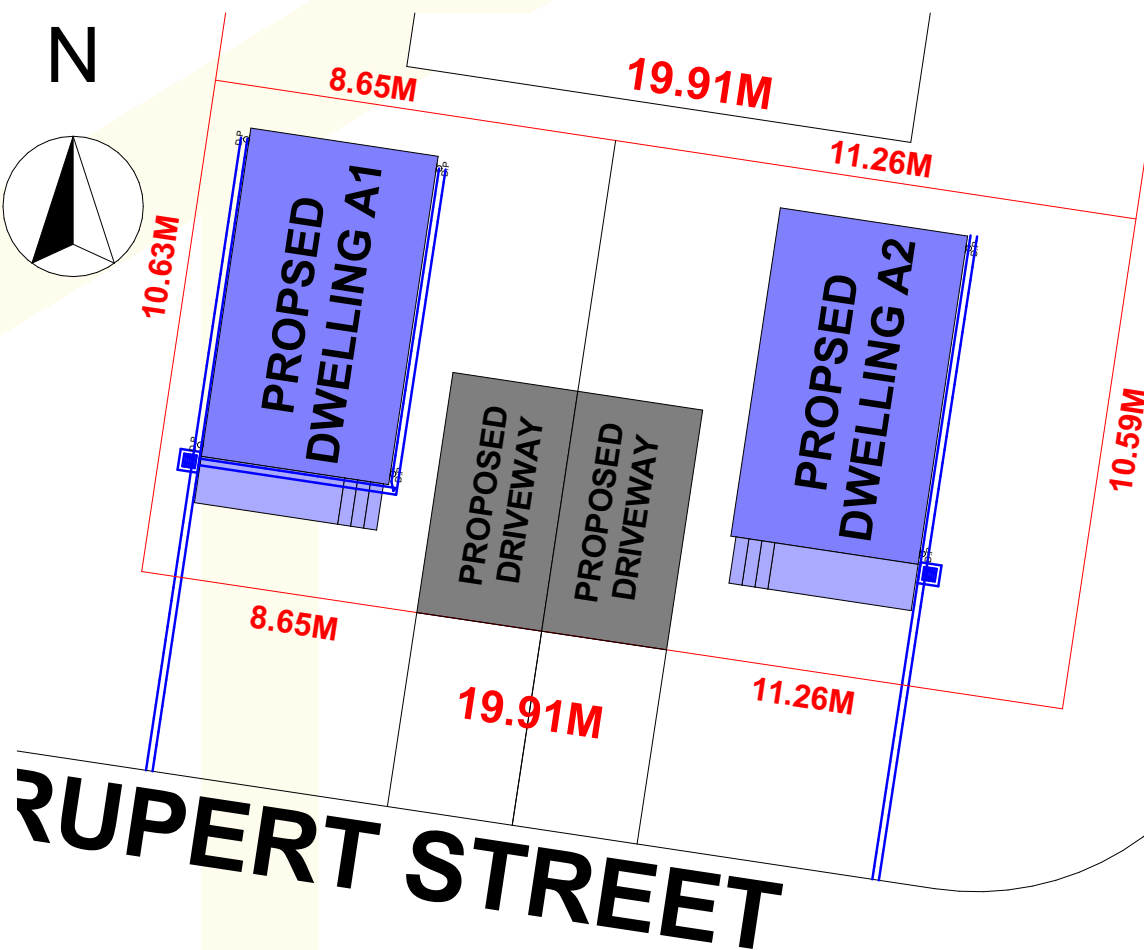 N
8.65M
19.91M
11.26M
10.63M
PROPSED
DWELLING A1
PROPSED
DWELLING A2
10.59M
PROPOSED
DRIVEWAY
PROPOSED
DRIVEWAY
8.65M
19.91M
11.26M
RUPERT STREET